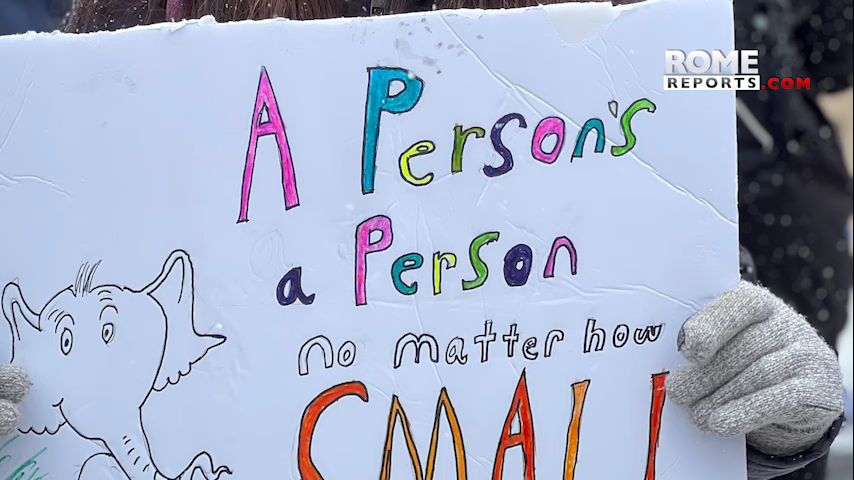 ROME
REPORTS.COM
A Person's
a Person
no matter how
SMALL